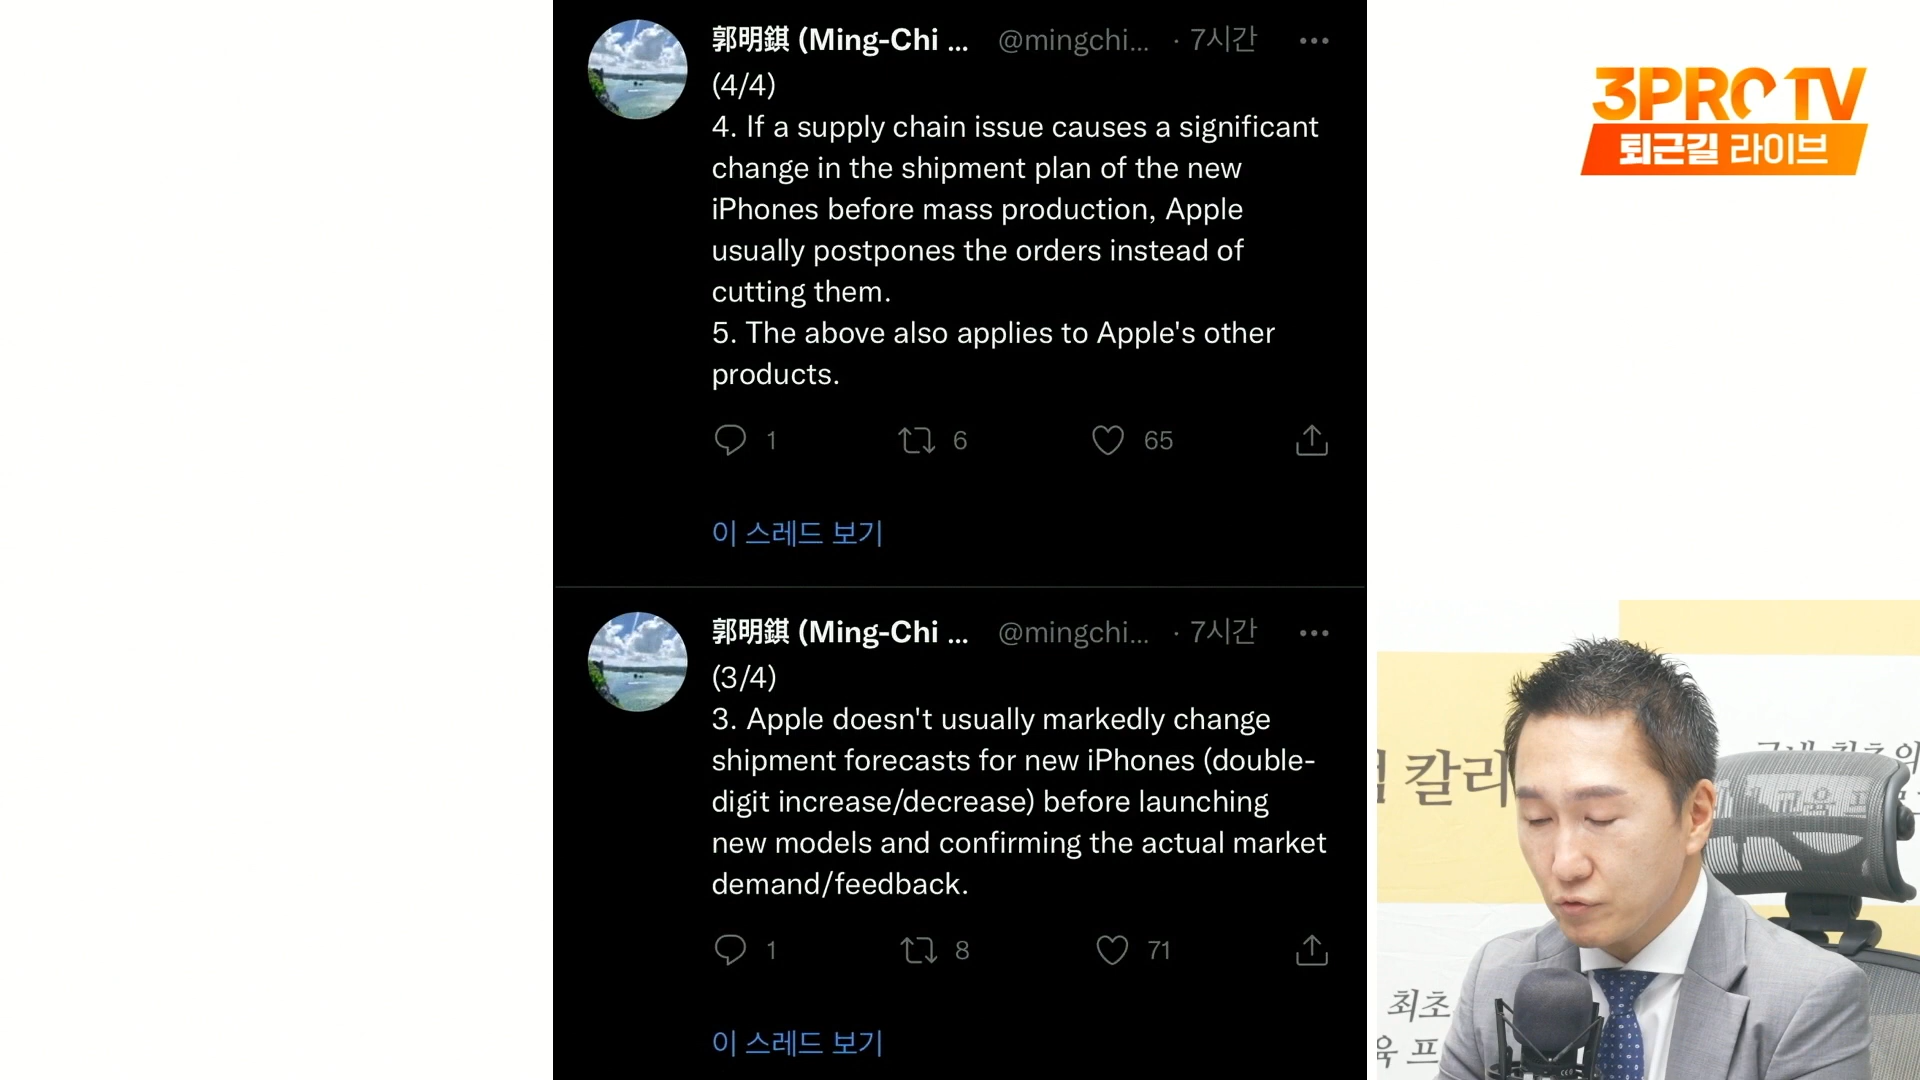 郭明錤 (Ming-Chi ... @mingchi... · 7시간
(4/4)
4. If a supply chain issue causes a significant
change in the shipment plan of the new
iPhones before mass production, Apple
usually postpones the orders instead of
cutting them.
5. The above also applies to Apple's other
products.
1 6 65
이 스레드 보기
郭明錤 (Ming-Chi ... @mingchi... · 7시간
(3/4)
3. Apple doesn't usually markedly change
shipment forecasts for new iPhones (double-
digit increase/decrease) before launching
new models and confirming the actual market
demand/feedback.
1 8 71
이 스레드 보기
3PRO TV
퇴근길 라이브
칼리
최초
프